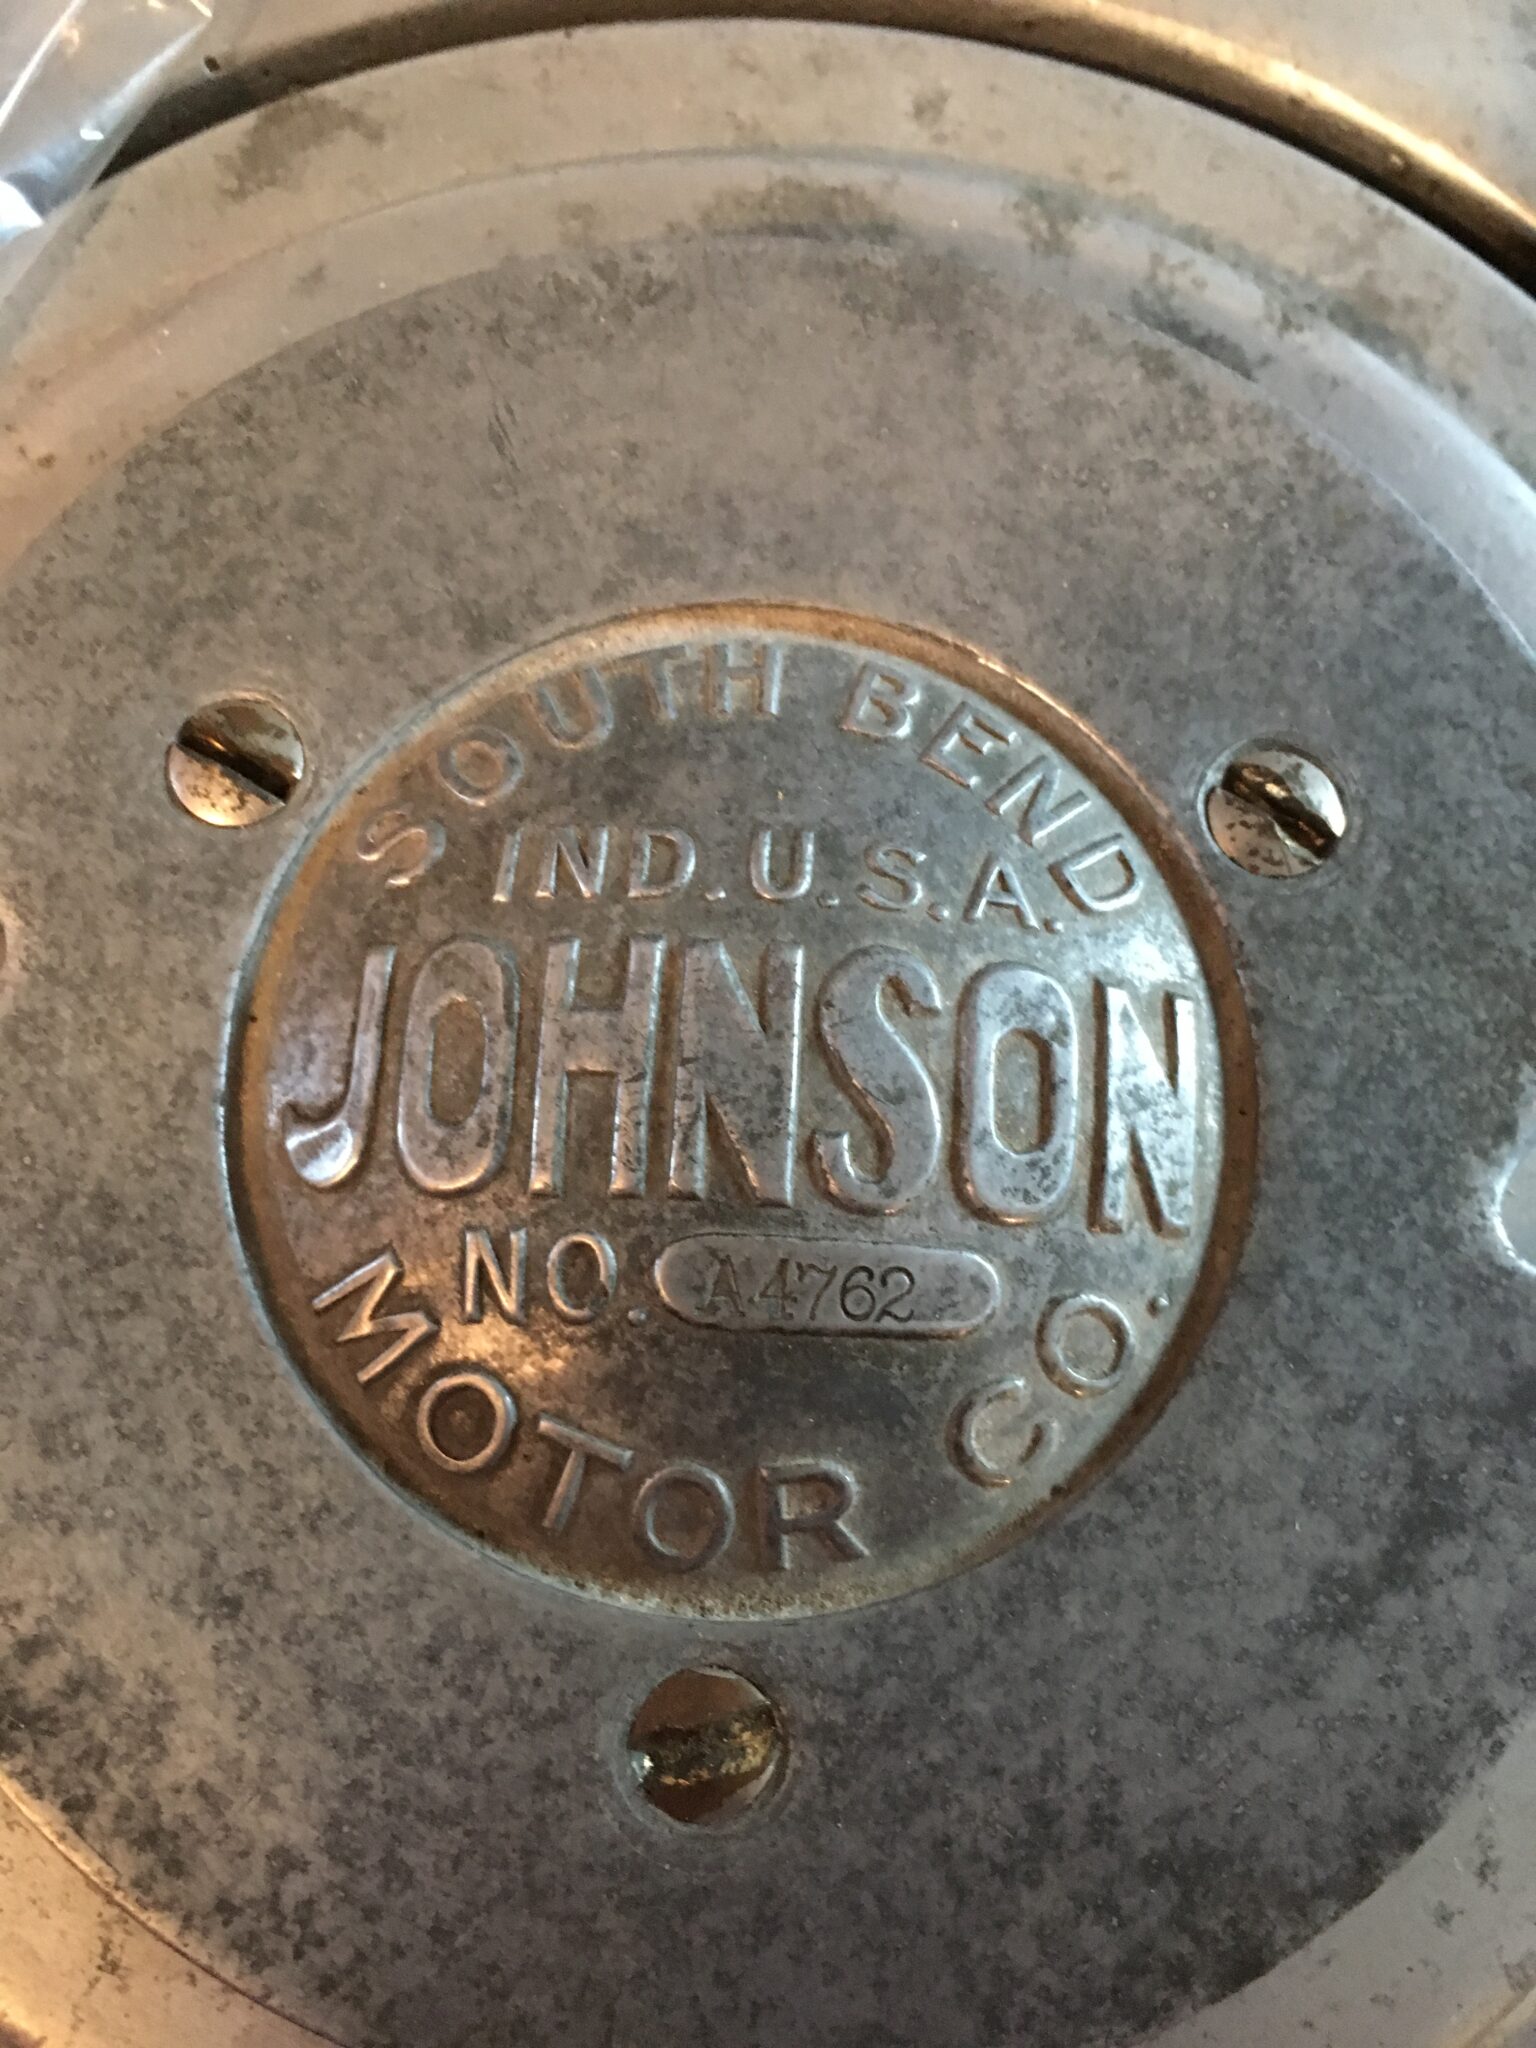 SOUTH BEND
IND. U.S.A.
JOHNSON
NO. A4762
MOTOR CO.